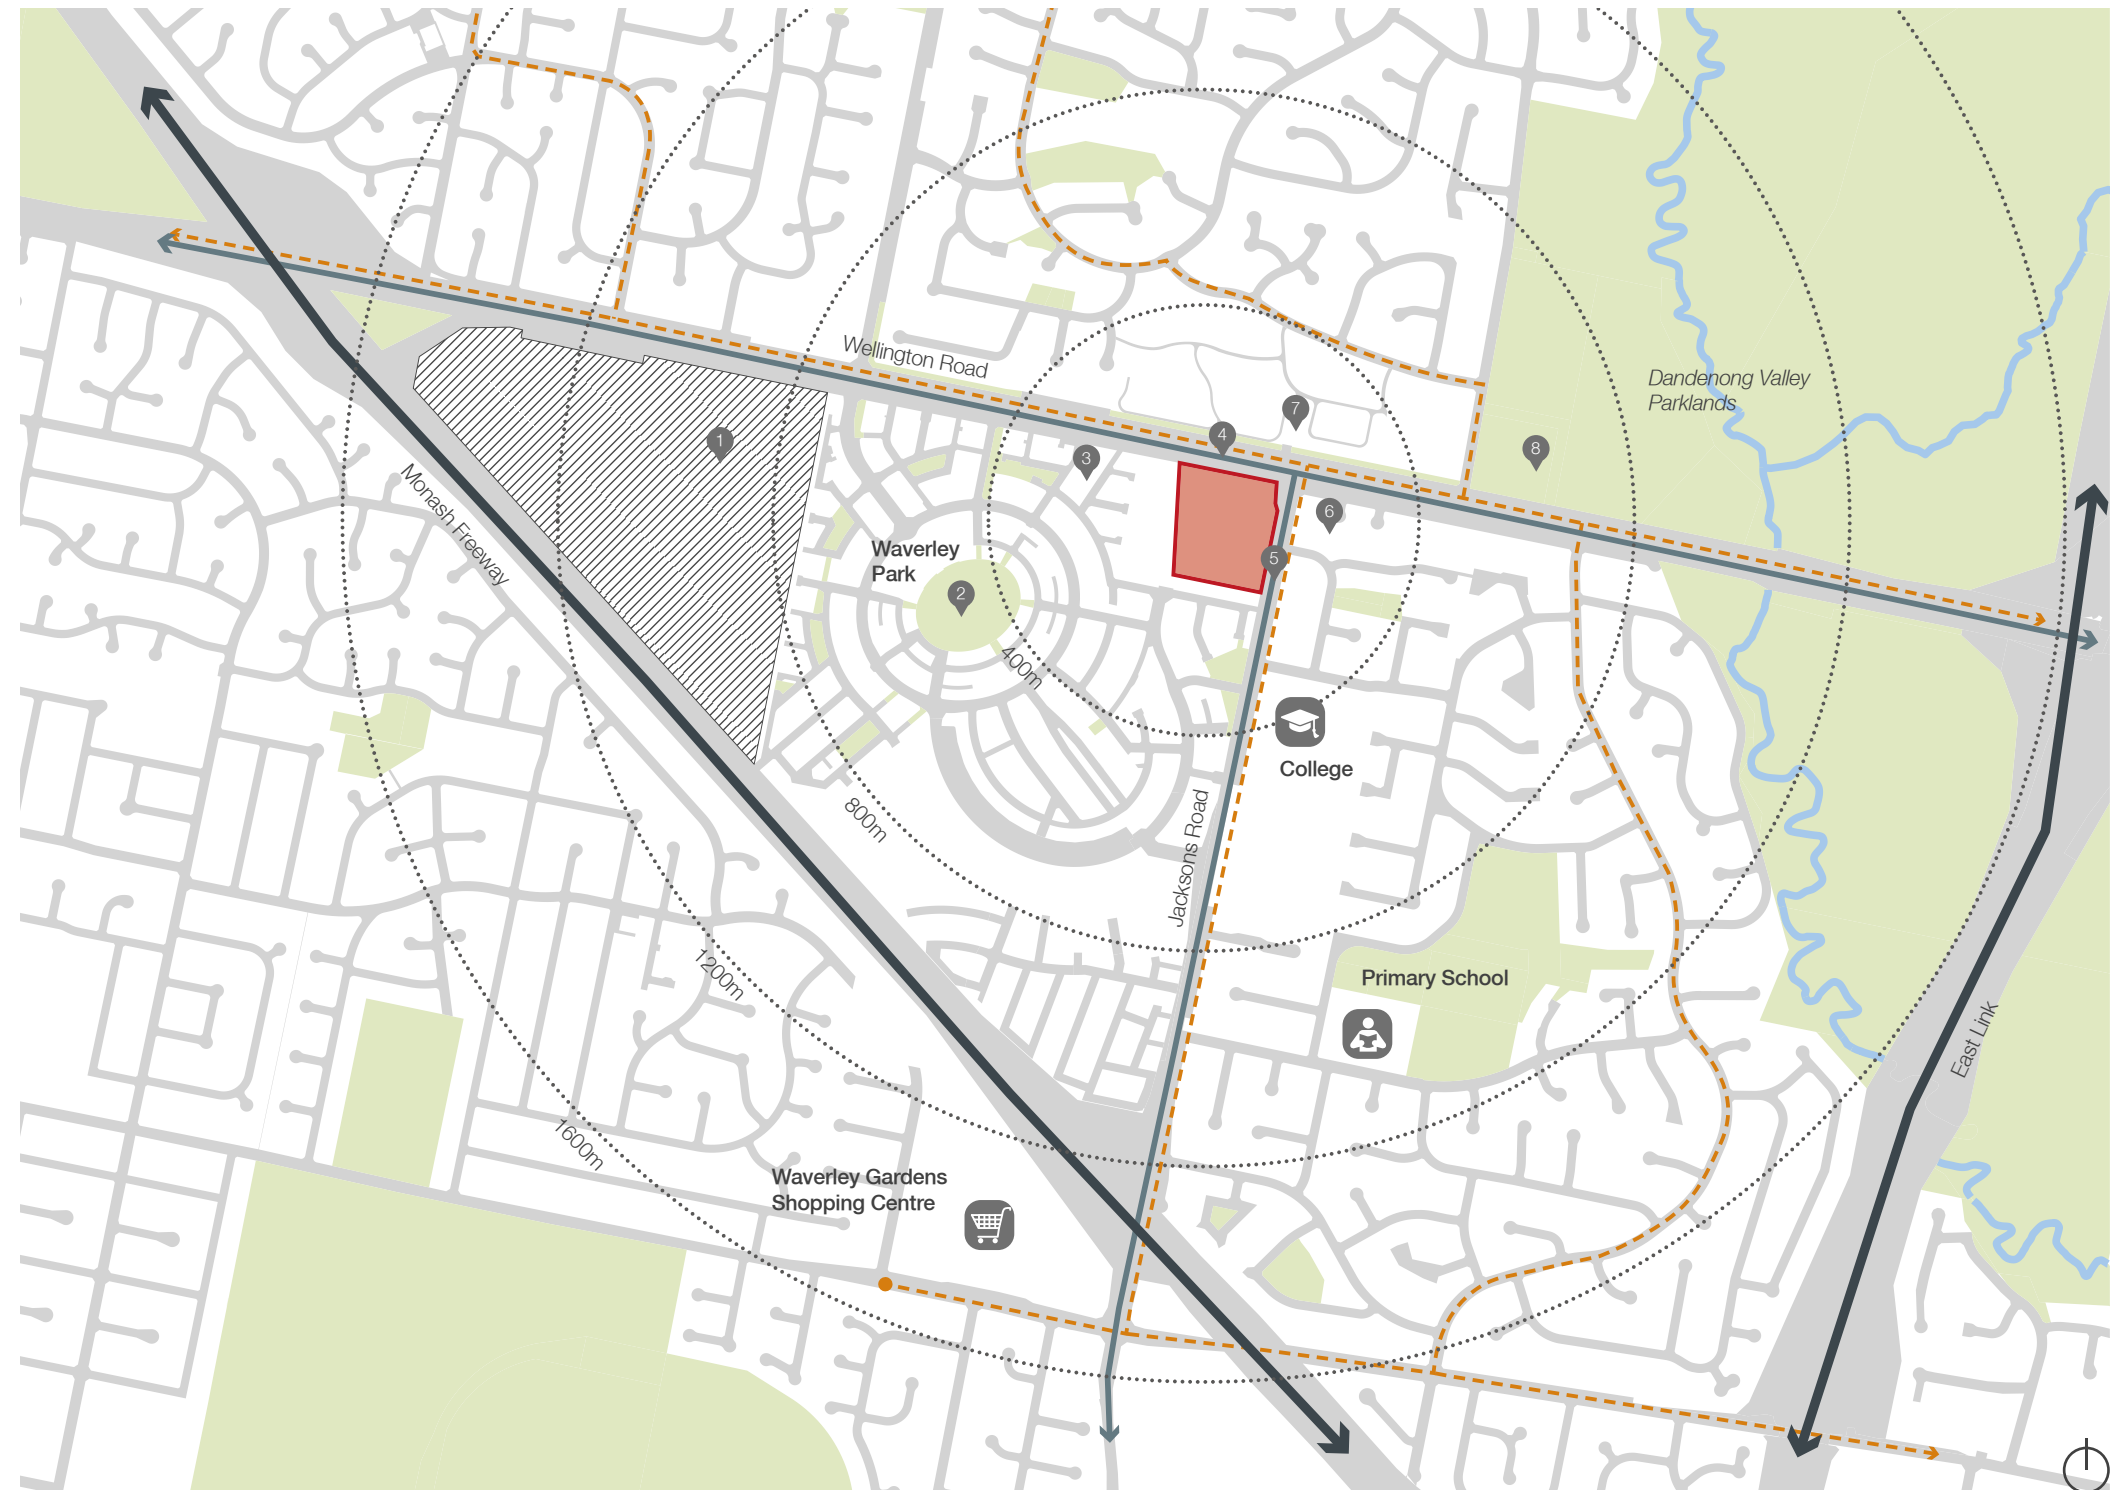 Wellington Road
Dandenong Valley
Parklands
7
4
1
8
3
Monash Freeway
6
Waverley
Park
5
2
400m
College
800m
Jacksons Road
1200m
Primary School
East Link
1600m
Waverley Gardens
Shopping Centre